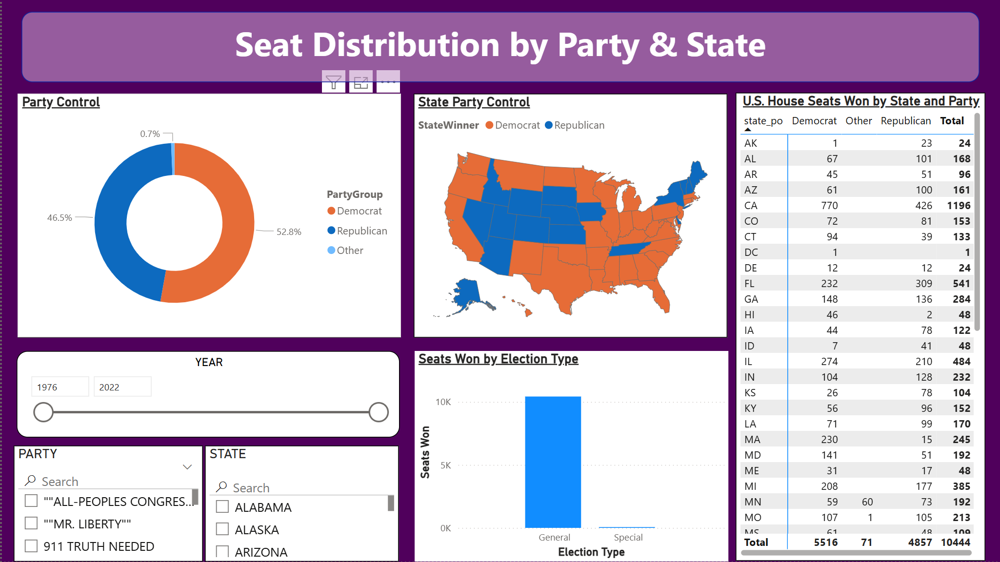 Seat Distribution by Party & State
Party Control
0.7%
46.5%
52.8%
PartyGroup
Democrat
Republican
Other
State Party Control
StateWinner Democrat Republican
U.S. House Seats Won by State and Party
state_po Democrat Other Republican Total
AK 1 23 24
AL 67 101 168
AR 45 51 96
AZ 61 100 161
CA 770 426 1196
CO 72 81 153
CT 94 39 133
DC 1 1
DE 12 12 24
FL 232 309 541
GA 148 136 284
HI 46 2 48
IA 44 78 122
ID 7 41 48
IL 274 210 484
IN 104 128 232
KS 26 78 104
KY 56 96 152
LA 71 99 170
MA 230 15 245
MD 141 51 192
ME 31 17 48
MI 208 177 385
MN 59 60 73 192
MO 107 1 105 213
MS 61 48 109
Total 5516 71 4857 10444
YEAR
1976 2022
PARTY
Search
""ALL-PEOPLES CONGRES...
""MR. LIBERTY""
911 TRUTH NEEDED
STATE
Search
ALABAMA
ALASKA
ARIZONA
Seats Won by Election Type
Seats Won
10K
5K
0K
General Special
Election Type